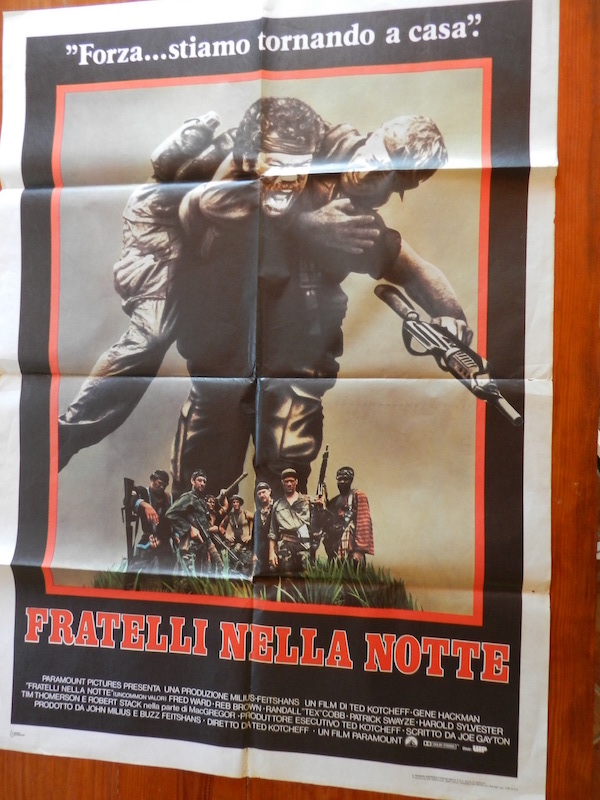 "Forza...stiamo tornando a casa".
FRATELLI NELLA NOTTE
PARAMOUNT PICTURES PRESENTA UNA PRODUZIONE MILIUS-FEITSHANS UN FILM DI TED KOTCHEFF · GENE HACKMAN
"FRATELLI NELLA NOTTE" (UNCOMMON VALOR) FRED WARD · REB BROWN · RANDALL "TEX" COBB · PATRICK SWAYZE · HAROLD SYLVESTER
TIM THOMERSON E ROBERT STACK nella parte di MacGREGOR · PRODUTTORE ESECUTIVO TED KOTCHEFF · SCRITTO DA JOE GAYTON
PRODOTTO DA JOHN MILIUS E BUZZ FEITSHANS · DIRETTO DA TED KOTCHEFF · UN FILM PARAMOUNT